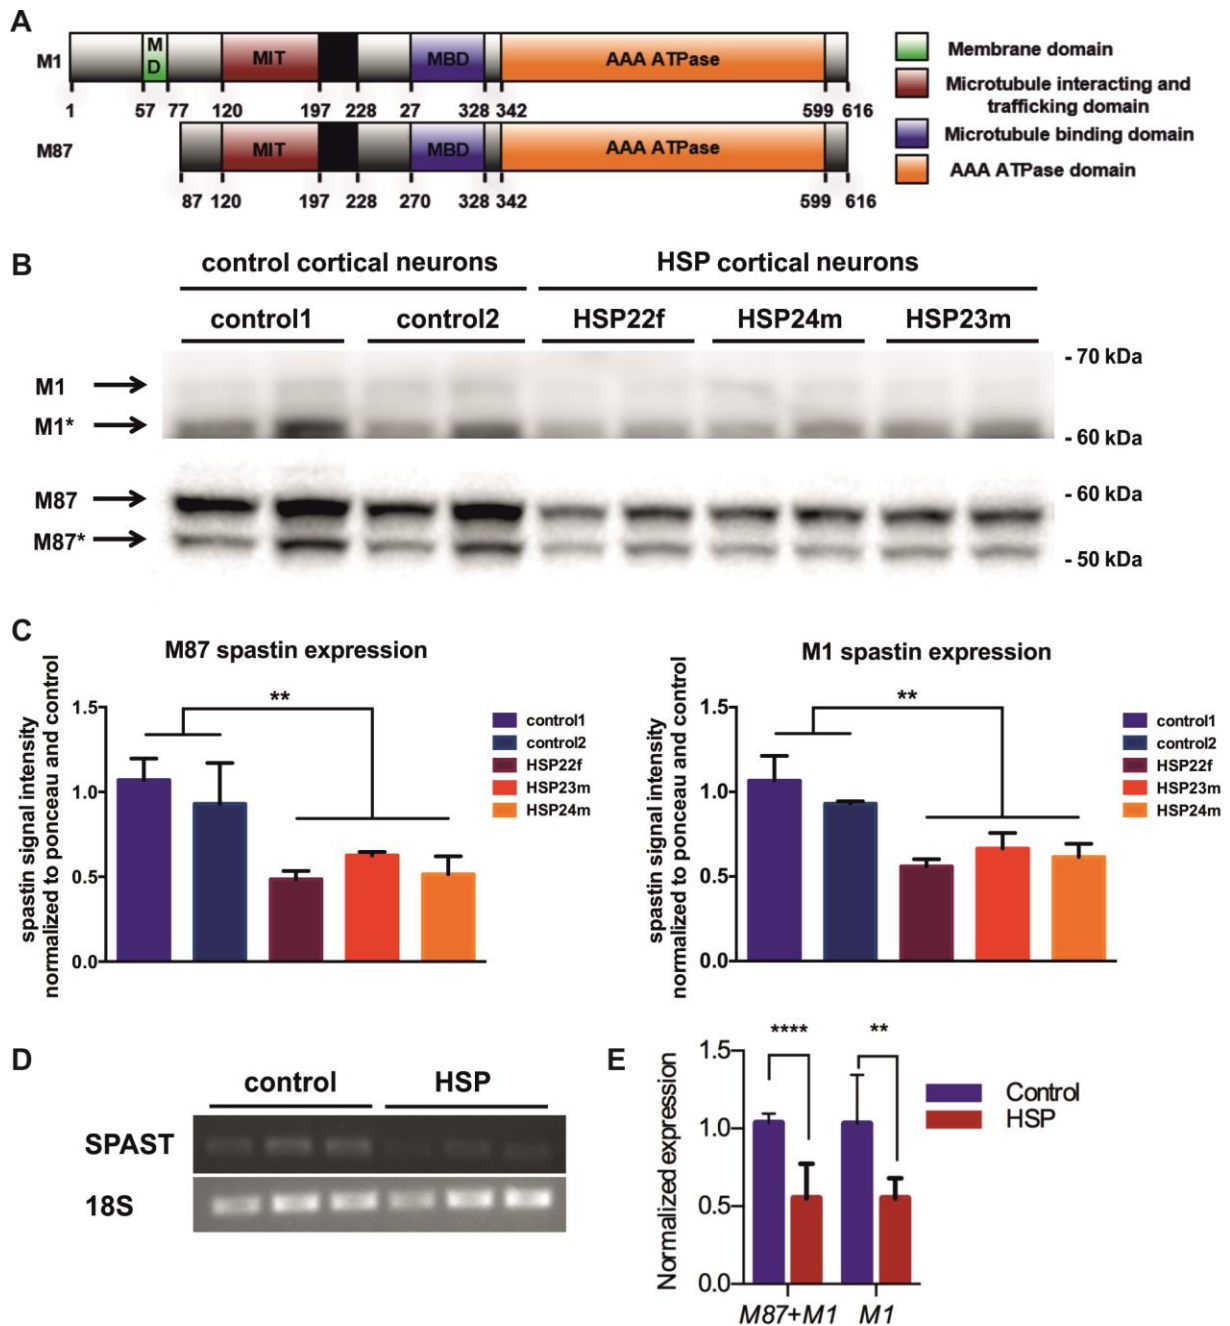 A
M1
M
D
MIT
MBD
AAA ATPase
1 57 77 120 197 228 27 328 342 599 616
M87
MIT
MBD
AAA ATPase
87 120 197 228 270 328 342 599 616
Membrane domain
Microtubule interacting and
trafficking domain
Microtubule binding domain
AAA ATPase domain
B
control cortical neurons
HSP cortical neurons
control1
control2
HSP22f
HSP24m
HSP23m
M1
M1*
M87
M87*
- 70 kDa
- 60 kDa
- 60 kDa
- 50 kDa
C
M87 spastin expression
spastin signal intensity
normalized to ponceau and control
1.5
1.0
0.5
0.0
**
control1
control2
HSP22f
HSP23m
HSP24m
M1 spastin expression
spastin signal intensity
normalized to ponceau and control
1.5
1.0
0.5
0.0
**
control1
control2
HSP22f
HSP23m
HSP24m
D
control
HSP
SPAST
18S
E
Normalized expression
1.5
1.0
0.5
0.0
****
**
Control
HSP
M87+M1
M1